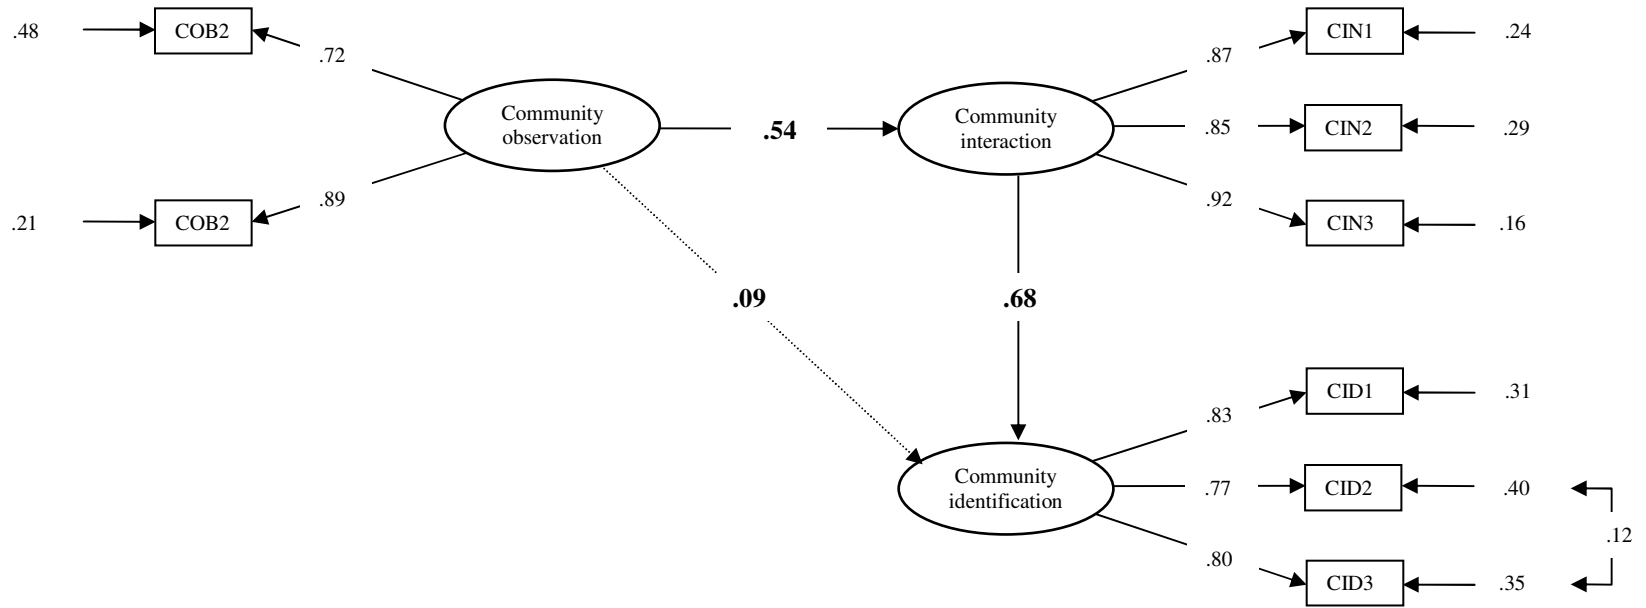 .48
COB2
.72
Community
observation
.89
COB2
.21
.54
Community
interaction
.87
CIN1
.24
.85
CIN2
.29
.92
CIN3
.16
.09
.68
Community
identification
.83
CID1
.31
.77
CID2
.40
.12
.80
CID3
.35